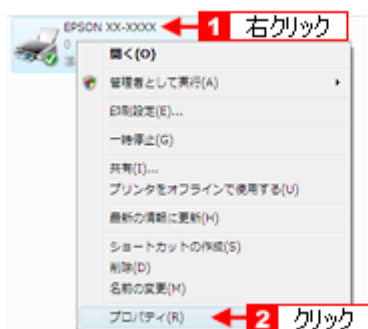 EPSON XX-XXXX
1 右クリック
0
開く(O)
管理者として実行(A)
印刷設定(E)...
一時停止(G)
共有(I)...
プリンタをオフラインで使用する(U)
最新の情報に更新(H)
ショートカットの作成(S)
削除(D)
名前の変更(M)
プロパティ(R)
2 クリック